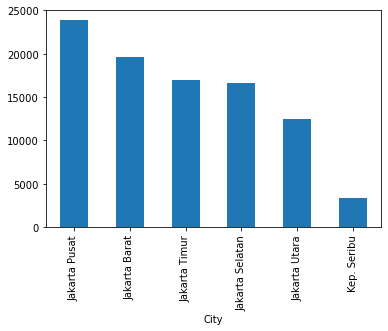 25000
20000
15000
10000
5000
0
Jakarta Pusat
Jakarta Barat
Jakarta Timur
Jakarta Selatan
Jakarta Utara
Kep. Seribu
City